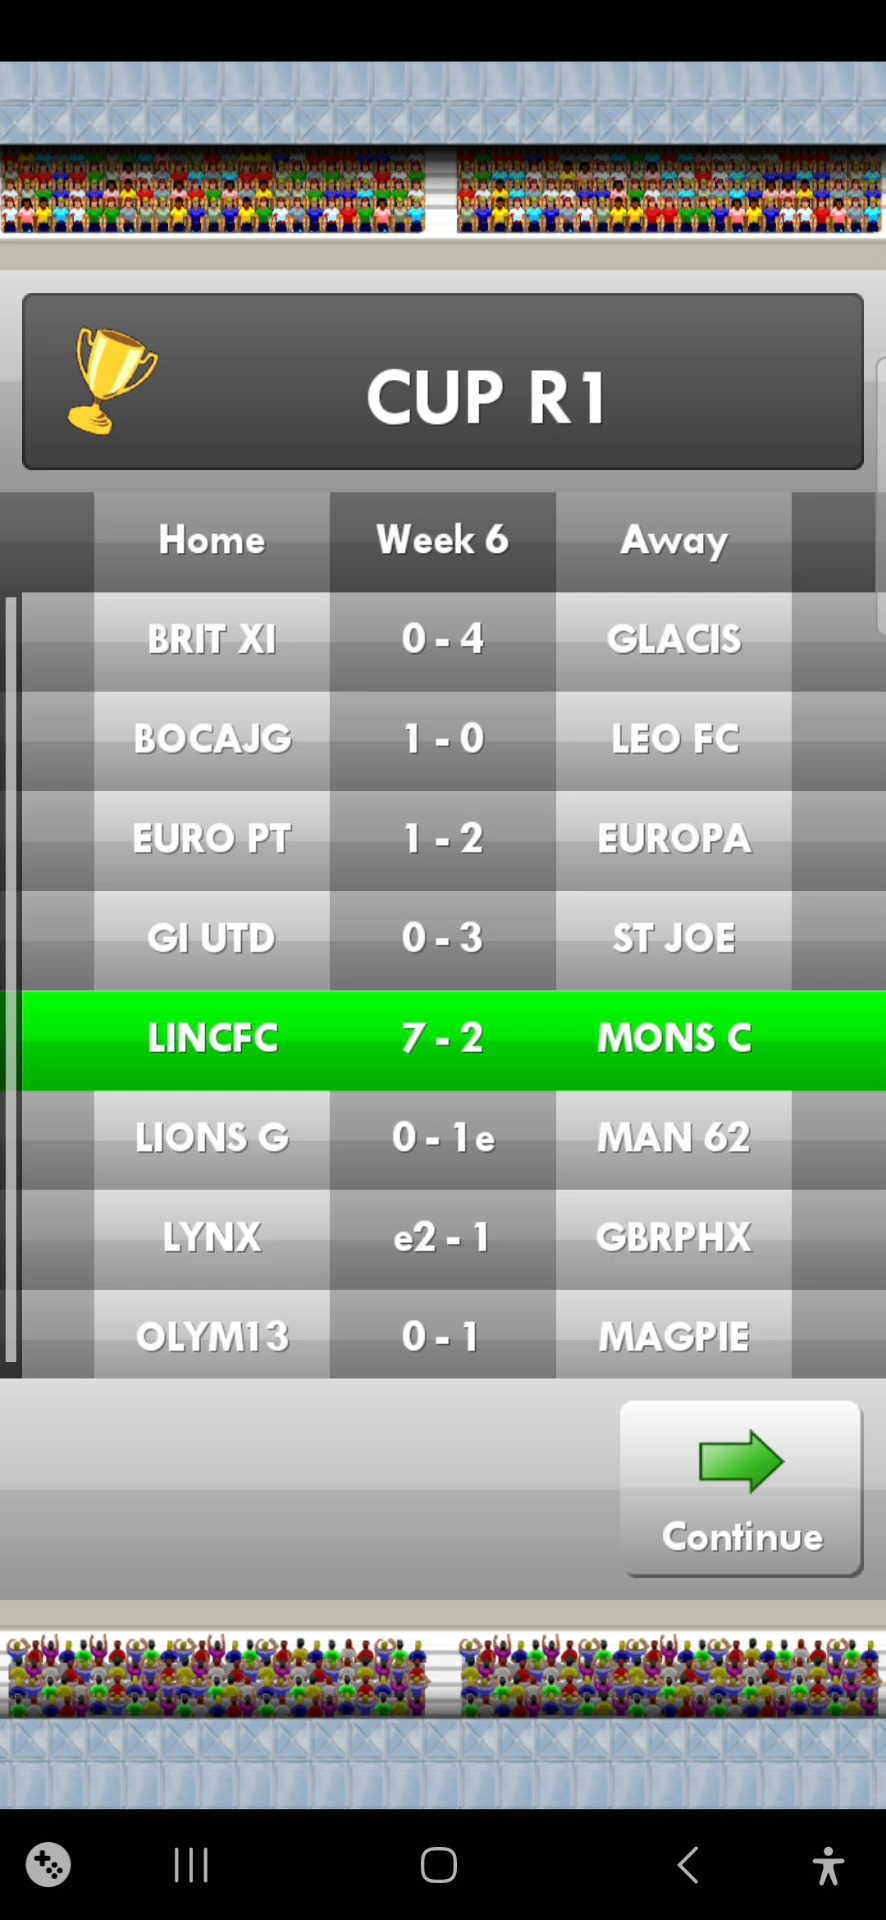 CUP R1
Home Week 6 Away
BRIT XI 0 - 4 GLACIS
BOCAJG 1 - 0 LEO FC
EURO PT 1 - 2 EUROPA
GI UTD 0 - 3 ST JOE
LINCFC 7 - 2 MONS C
LIONS G 0 - 1e MAN 62
LYNX e2 - 1 GBRPHX
OLYM13 0 - 1 MAGPIE
Continue